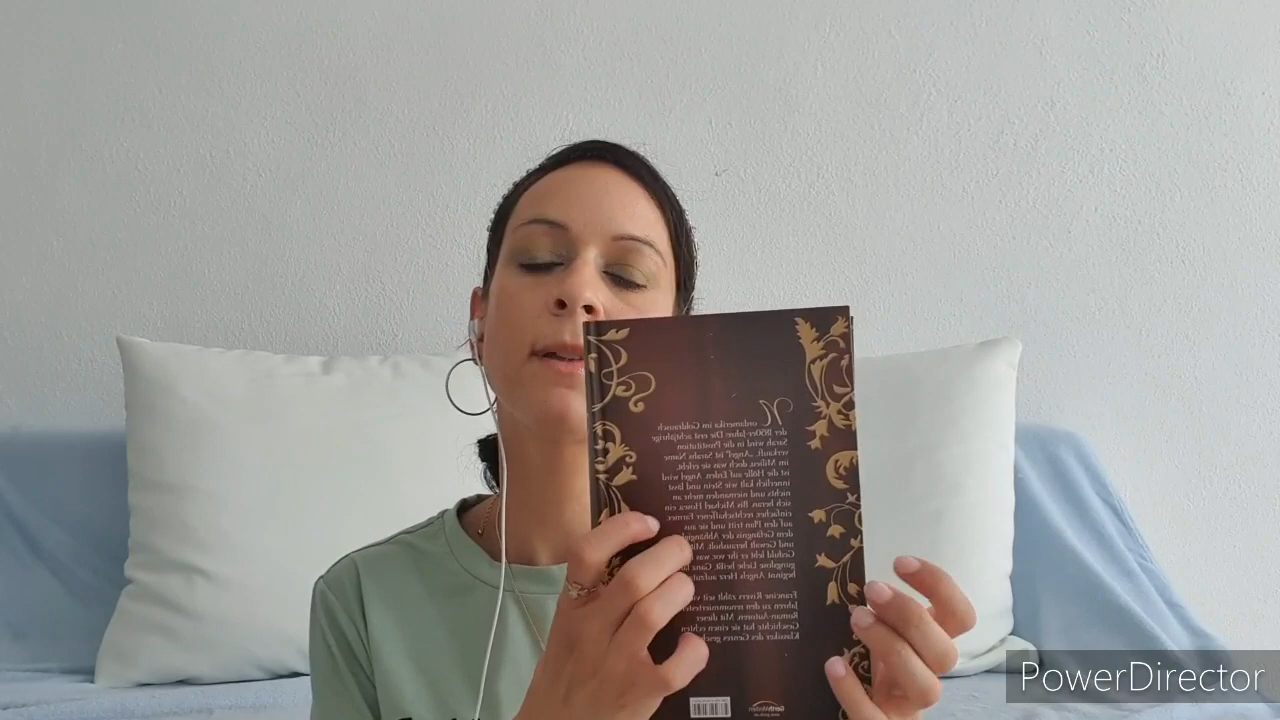 Nordamerika im Goldrausch
der 1850er-Jahre: Die erst achtjährige
Sarah wird in die Prostitution
verkauft. „Angel" ist Sarahs Name
im Milieu, doch was sie erlebt,
ist die Hölle auf Erden. Angel wird
innerlich kalt wie Stein und lässt
nichts und niemanden mehr an
sich heran. Bis Michael Hosea, ein
einfacher, rechtschaffener Farmer,
auf den Plan tritt und sie aus
dem Gefängnis der
und Gewalt herausholt. Mit
Geduld lebt er ihr vor, was
Liebe heißt. Ganz
beginnt Angels Herz
Francine Rivers zählt seit
Jahren zu den
Roman-Autoren. Mit dieser
Geschichte hat sie einen echten
Klassiker des Genres
GerthMedien
PowerDirector